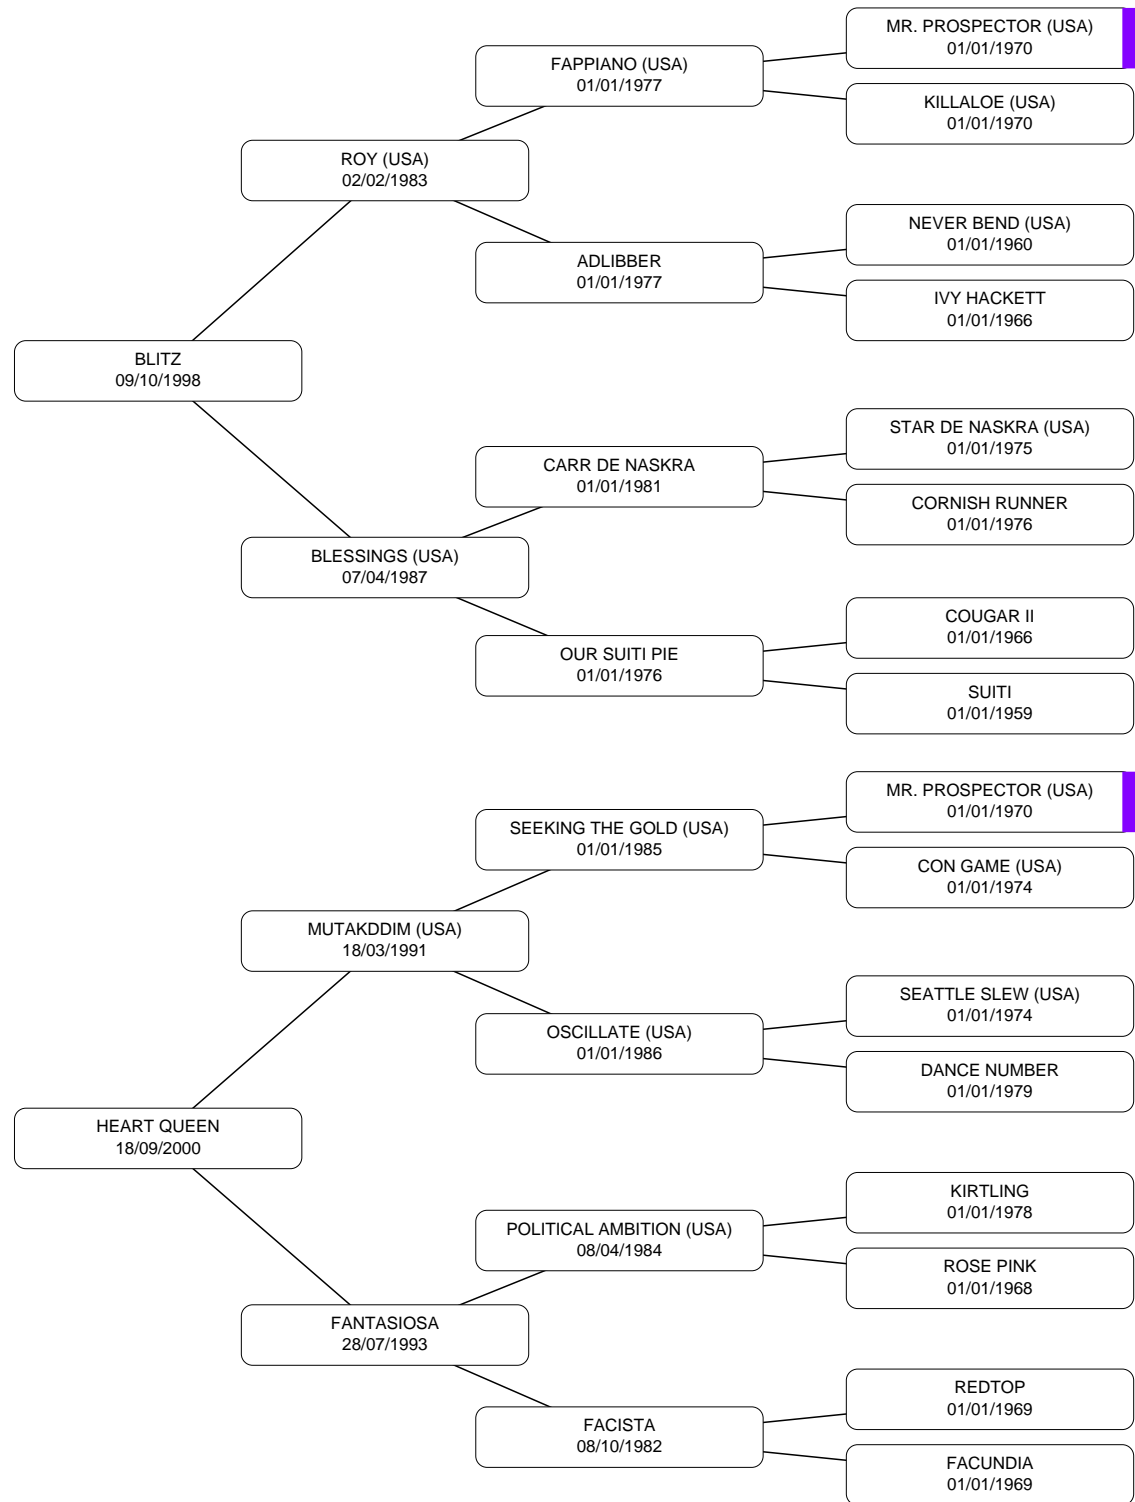 MR. PROSPECTOR (USA)
01/01/1970
FAPPIANO (USA)
01/01/1977
KILLALOE (USA)
01/01/1970
ROY (USA)
02/02/1983
NEVER BEND (USA)
01/01/1960
ADLIBBER
01/01/1977
IVY HACKETT
01/01/1966
BLITZ
09/10/1998
STAR DE NASKRA (USA)
01/01/1975
CARR DE NASKRA
01/01/1981
CORNISH RUNNER
01/01/1976
BLESSINGS (USA)
07/04/1987
COUGAR II
01/01/1966
OUR SUITI PIE
01/01/1976
SUITI
01/01/1959
MR. PROSPECTOR (USA)
01/01/1970
SEEKING THE GOLD (USA)
01/01/1985
CON GAME (USA)
01/01/1974
MUTAKDDIM (USA)
18/03/1991
SEATTLE SLEW (USA)
01/01/1974
OSCILLATE (USA)
01/01/1986
DANCE NUMBER
01/01/1979
HEART QUEEN
18/09/2000
KIRTLING
01/01/1978
POLITICAL AMBITION (USA)
08/04/1984
ROSE PINK
01/01/1968
FANTASIOSA
28/07/1993
REDTOP
01/01/1969
FACISTA
08/10/1982
FACUNDIA
01/01/1969